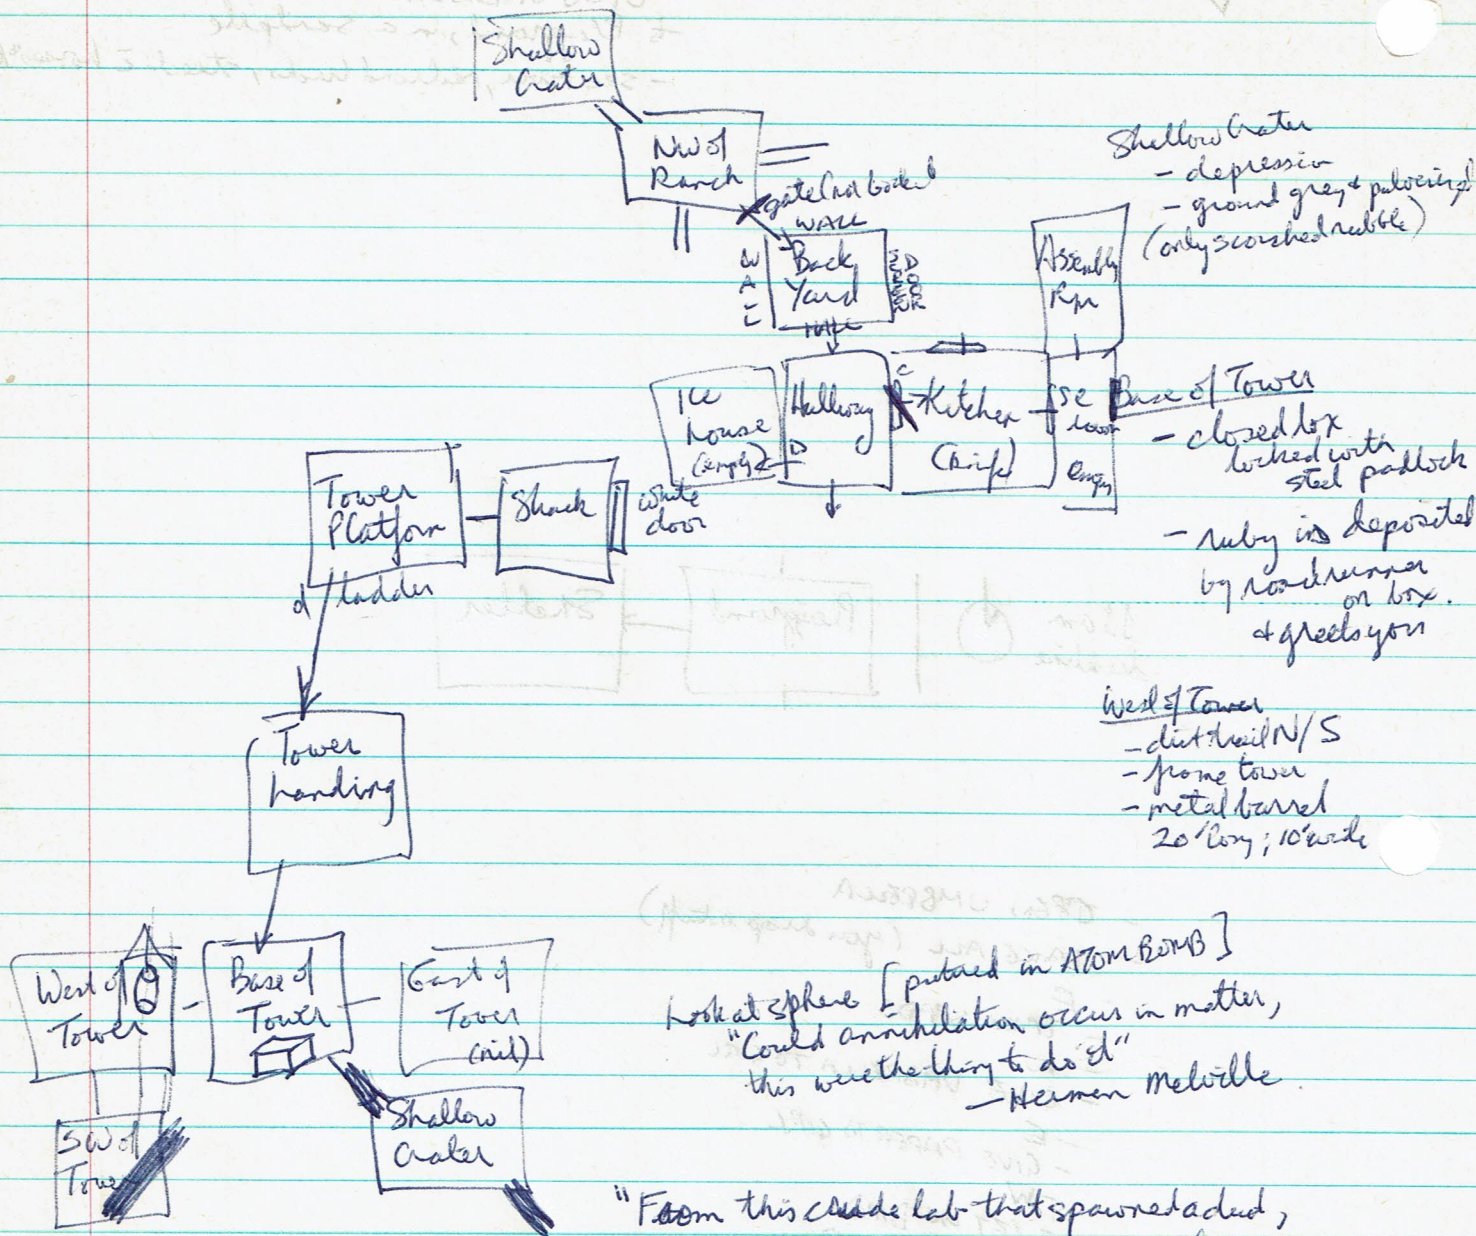 Shallow
Crater
NW of
Ranch
gate (not locked)
WALL
WALL
Back
Yard
SCREEN
DOOR
WALL
Assembly
Rm
Shallow Crater
- depression
- ground grey & pulverized
(only scorched rubble)
Ice
house
(empty)
D
Hallway
C
Kitchen
(knife)
SE
room
Base of Tower
- closed box
locked with
steel padlock
- ruby is deposited
by roadrunner
on box.
& greets you
Tower
Platform
Shack
white
door
d
ladder
Tower
Landing
West of Tower
- dirt trail N/S
- frame tower
- metal barrel
20' long; 10' wide
West of
Tower
Base of
Tower
East of
Tower
(nil)
Look at sphere [ in ATOM BOMB]
"Could annihelation occur in matter,
this were the thing to do it"
— Herman Melville
SW of
Tower
Shallow
Crater
"From this crude lab that spawned a dud,